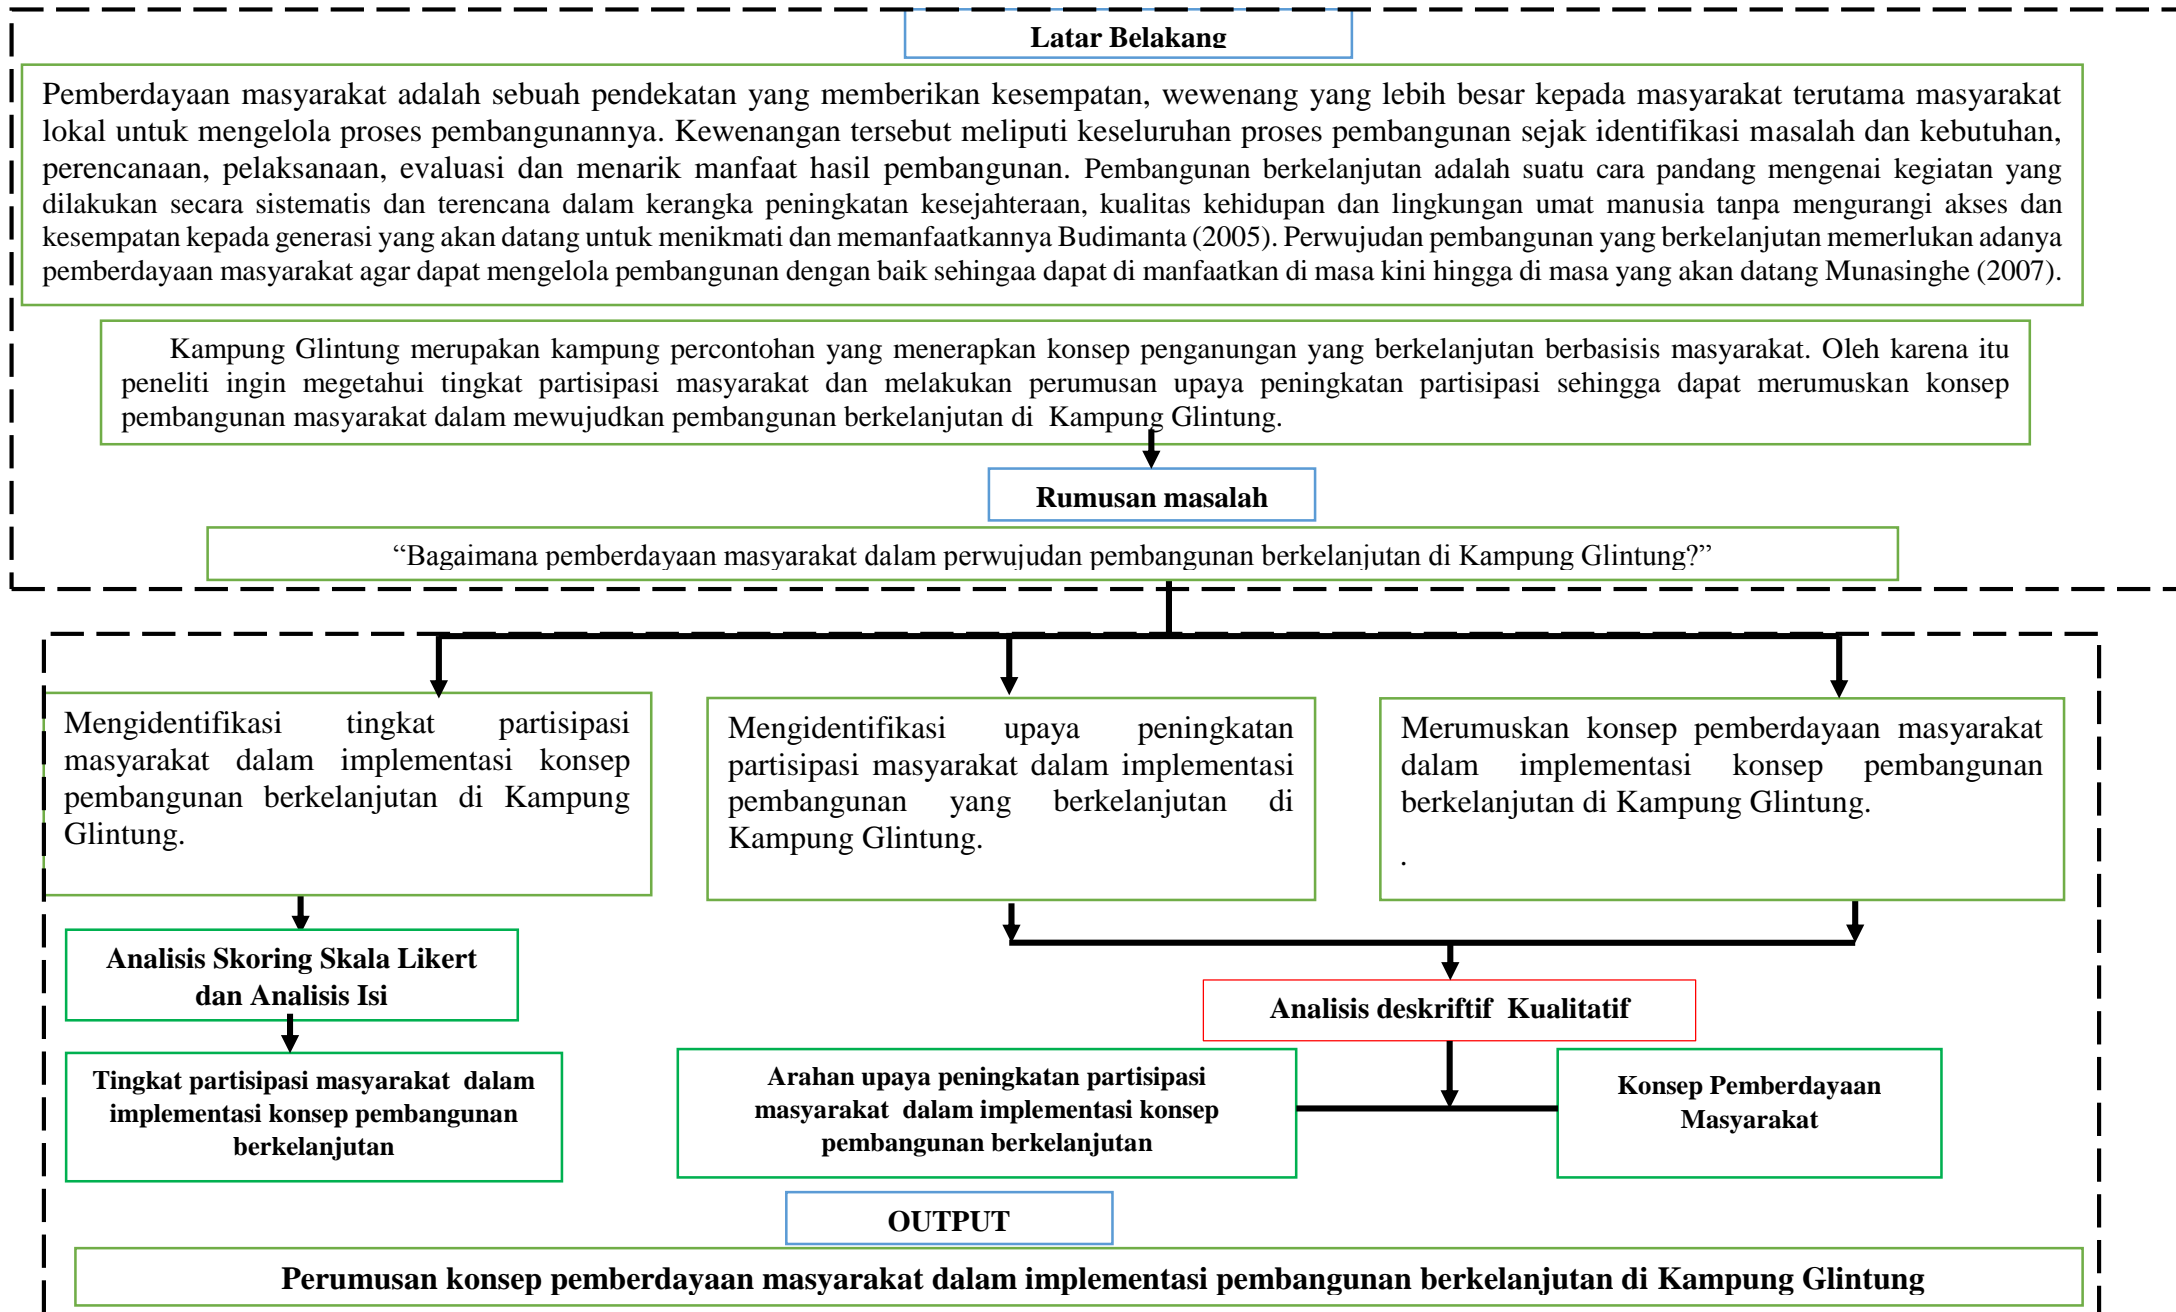 Latar Belakang
Pemberdayaan masyarakat adalah sebuah pendekatan yang memberikan kesempatan, wewenang yang lebih besar kepada masyarakat terutama masyarakat
lokal untuk mengelola proses pembangunannya. Kewenangan tersebut meliputi keseluruhan proses pembangunan sejak identifikasi masalah dan kebutuhan,
perencanaan, pelaksanaan, evaluasi dan menarik manfaat hasil pembangunan. Pembangunan berkelanjutan adalah suatu cara pandang mengenai kegiatan yang
dilakukan secara sistematis dan terencana dalam kerangka peningkatan kesejahteraan, kualitas kehidupan dan lingkungan umat manusia tanpa mengurangi akses dan
kesempatan kepada generasi yang akan datang untuk menikmati dan memanfaatkannya Budimanta (2005). Perwujudan pembangunan yang berkelanjutan memerlukan adanya
pemberdayaan masyarakat agar dapat mengelola pembangunan dengan baik sehingaa dapat di manfaatkan di masa kini hingga di masa yang akan datang Munasinghe (2007).
Kampung Glintung merupakan kampung percontohan yang menerapkan konsep penganungan yang berkelanjutan berbasisis masyarakat. Oleh karena itu
peneliti ingin megetahui tingkat partisipasi masyarakat dan melakukan perumusan upaya peningkatan partisipasi sehingga dapat merumuskan konsep
pembangunan masyarakat dalam mewujudkan pembangunan berkelanjutan di Kampung Glintung.
Rumusan masalah
“Bagaimana pemberdayaan masyarakat dalam perwujudan pembangunan berkelanjutan di Kampung Glintung?”
Mengidentifikasi tingkat partisipasi
masyarakat dalam implementasi konsep
pembangunan berkelanjutan di Kampung
Glintung.
Mengidentifikasi upaya peningkatan
partisipasi masyarakat dalam implementasi
pembangunan yang berkelanjutan di
Kampung Glintung.
Merumuskan konsep pemberdayaan masyarakat
dalam implementasi konsep pembangunan
berkelanjutan di Kampung Glintung.
.
Analisis Skoring Skala Likert
dan Analisis Isi
Analisis deskriftif Kualitatif
Tingkat partisipasi masyarakat dalam
implementasi konsep pembangunan
berkelanjutan
Arahan upaya peningkatan partisipasi
masyarakat dalam implementasi konsep
pembangunan berkelanjutan
Konsep Pemberdayaan
Masyarakat
OUTPUT
Perumusan konsep pemberdayaan masyarakat dalam implementasi pembangunan berkelanjutan di Kampung Glintung